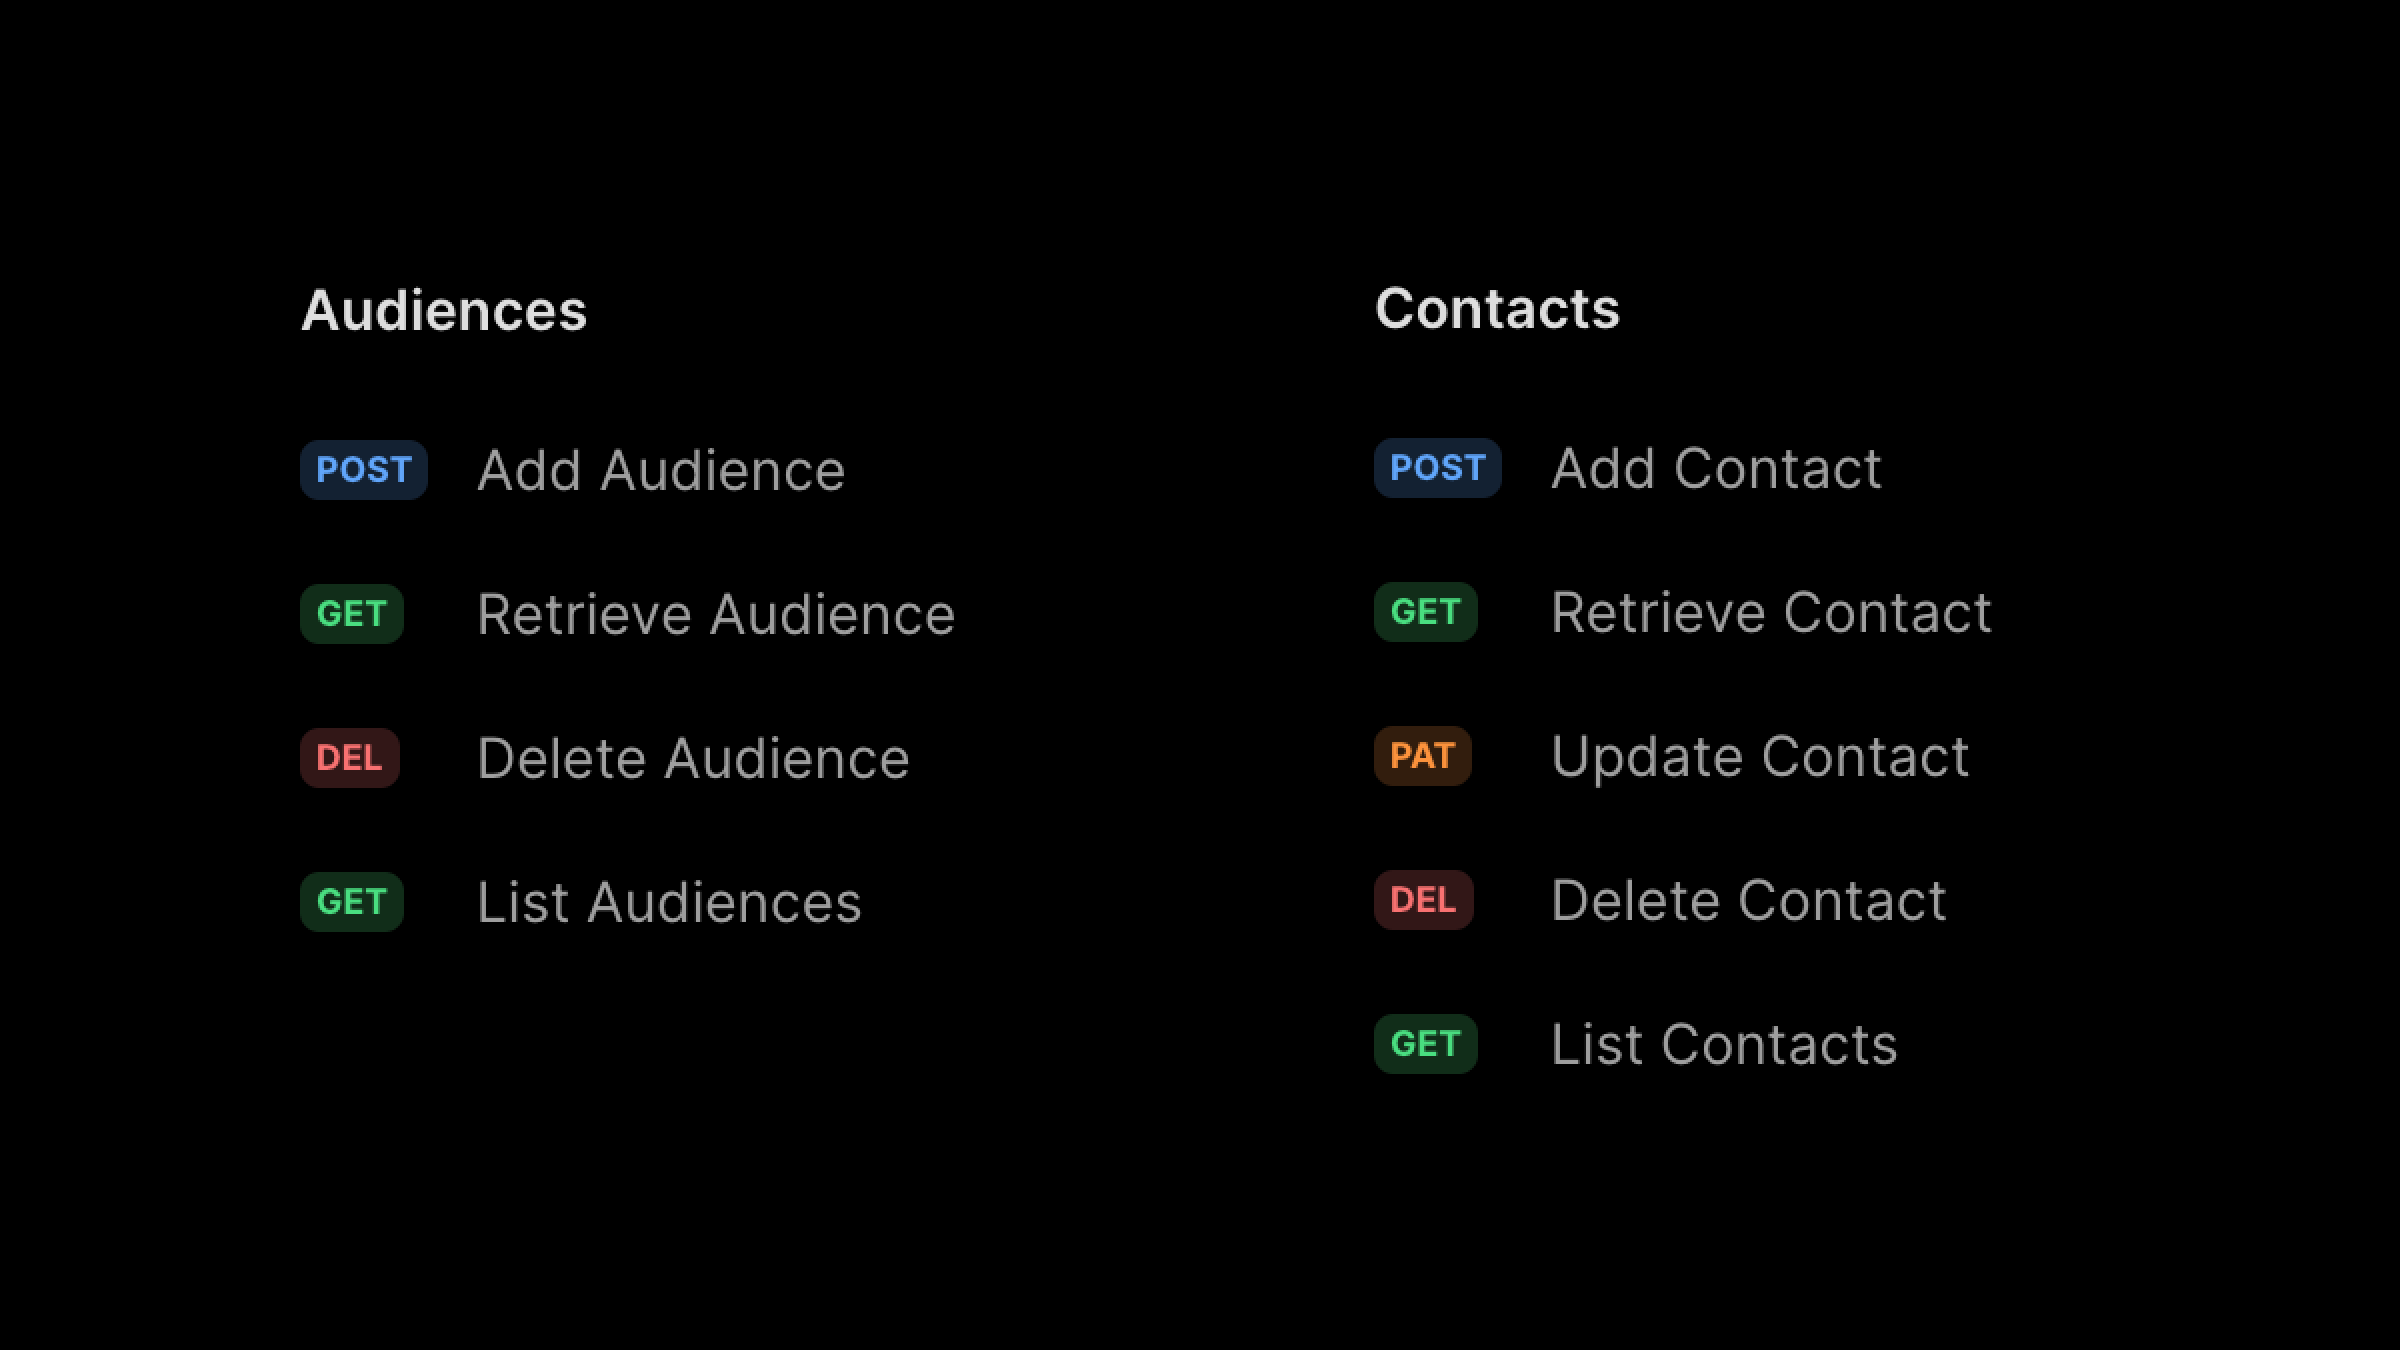 Audiences
POST Add Audience
GET Retrieve Audience
DEL Delete Audience
GET List Audiences
Contacts
POST Add Contact
GET Retrieve Contact
PAT Update Contact
DEL Delete Contact
GET List Contacts